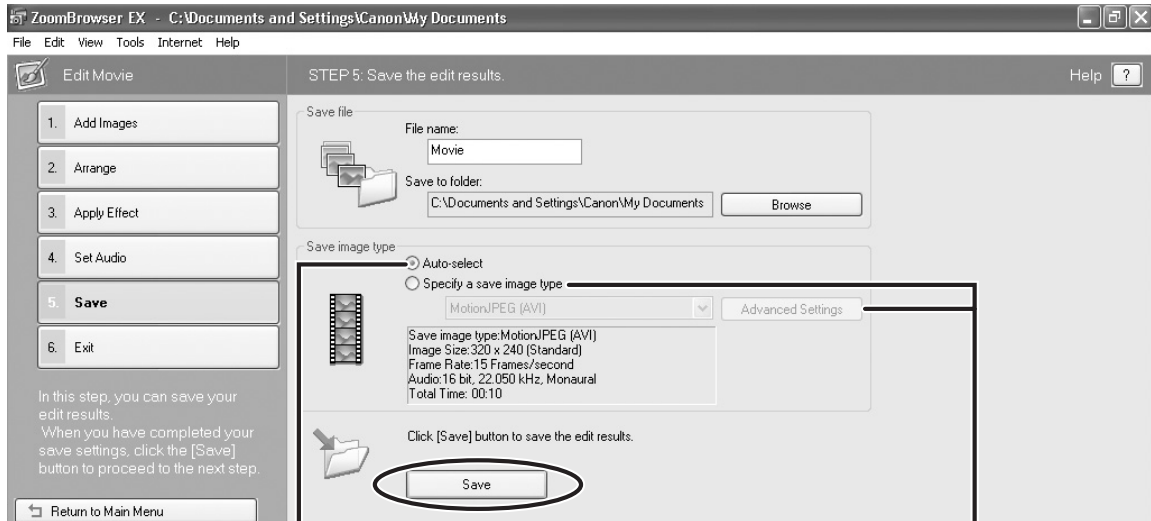 ZoomBrowser EX - C:\Documents and Settings\Canon\My Documents
File Edit View Tools Internet Help
Edit Movie
STEP 5: Save the edit results.
Help ?
1. Add Images
2. Arrange
3. Apply Effect
4. Set Audio
5. Save
6. Exit
In this step, you can save your
edit results.
When you have completed your
save settings, click the [Save]
button to proceed to the next step.
Return to Main Menu
Save file
File name:
Movie
Save to folder:
C:\Documents and Settings\Canon\My Documents
Browse
Save image type
Auto-select
Specify a save image type
MotionJPEG (AVI)
Advanced Settings
Save image type:MotionJPEG (AVI)
Image Size:320 x 240 (Standard)
Frame Rate:15 Frames/second
Audio:16 bit, 22.050 kHz, Monaural
Total Time: 00:10
Click [Save] button to save the edit results.
Save